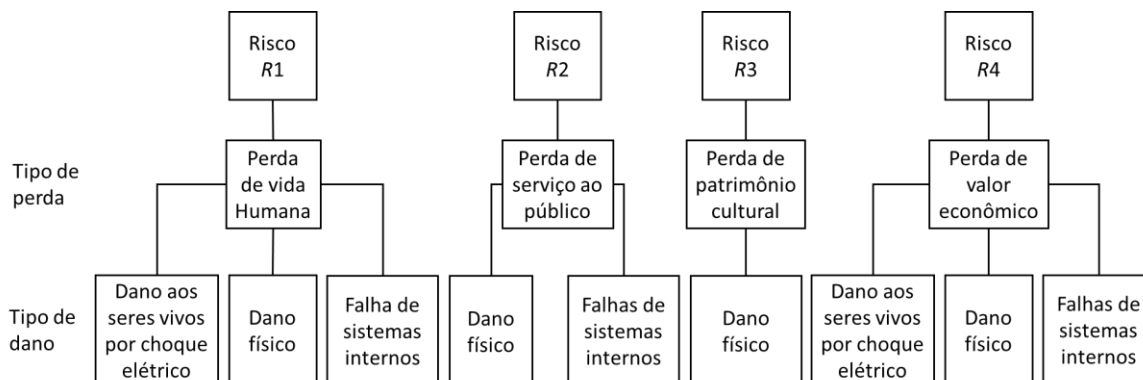 Risco
R1
Risco
R2
Risco
R3
Risco
R4
Tipo de
perda
Perda
de vida
Humana
Perda de
serviço ao
público
Perda de
patrimônio
cultural
Perda de
valor
econômico
Tipo de
dano
Dano aos
seres vivos
por choque
elétrico
Dano
físico
Falha de
sistemas
internos
Dano
físico
Falhas de
sistemas
internos
Dano
físico
Dano aos
seres vivos
por choque
elétrico
Dano
físico
Falhas de
sistemas
internos